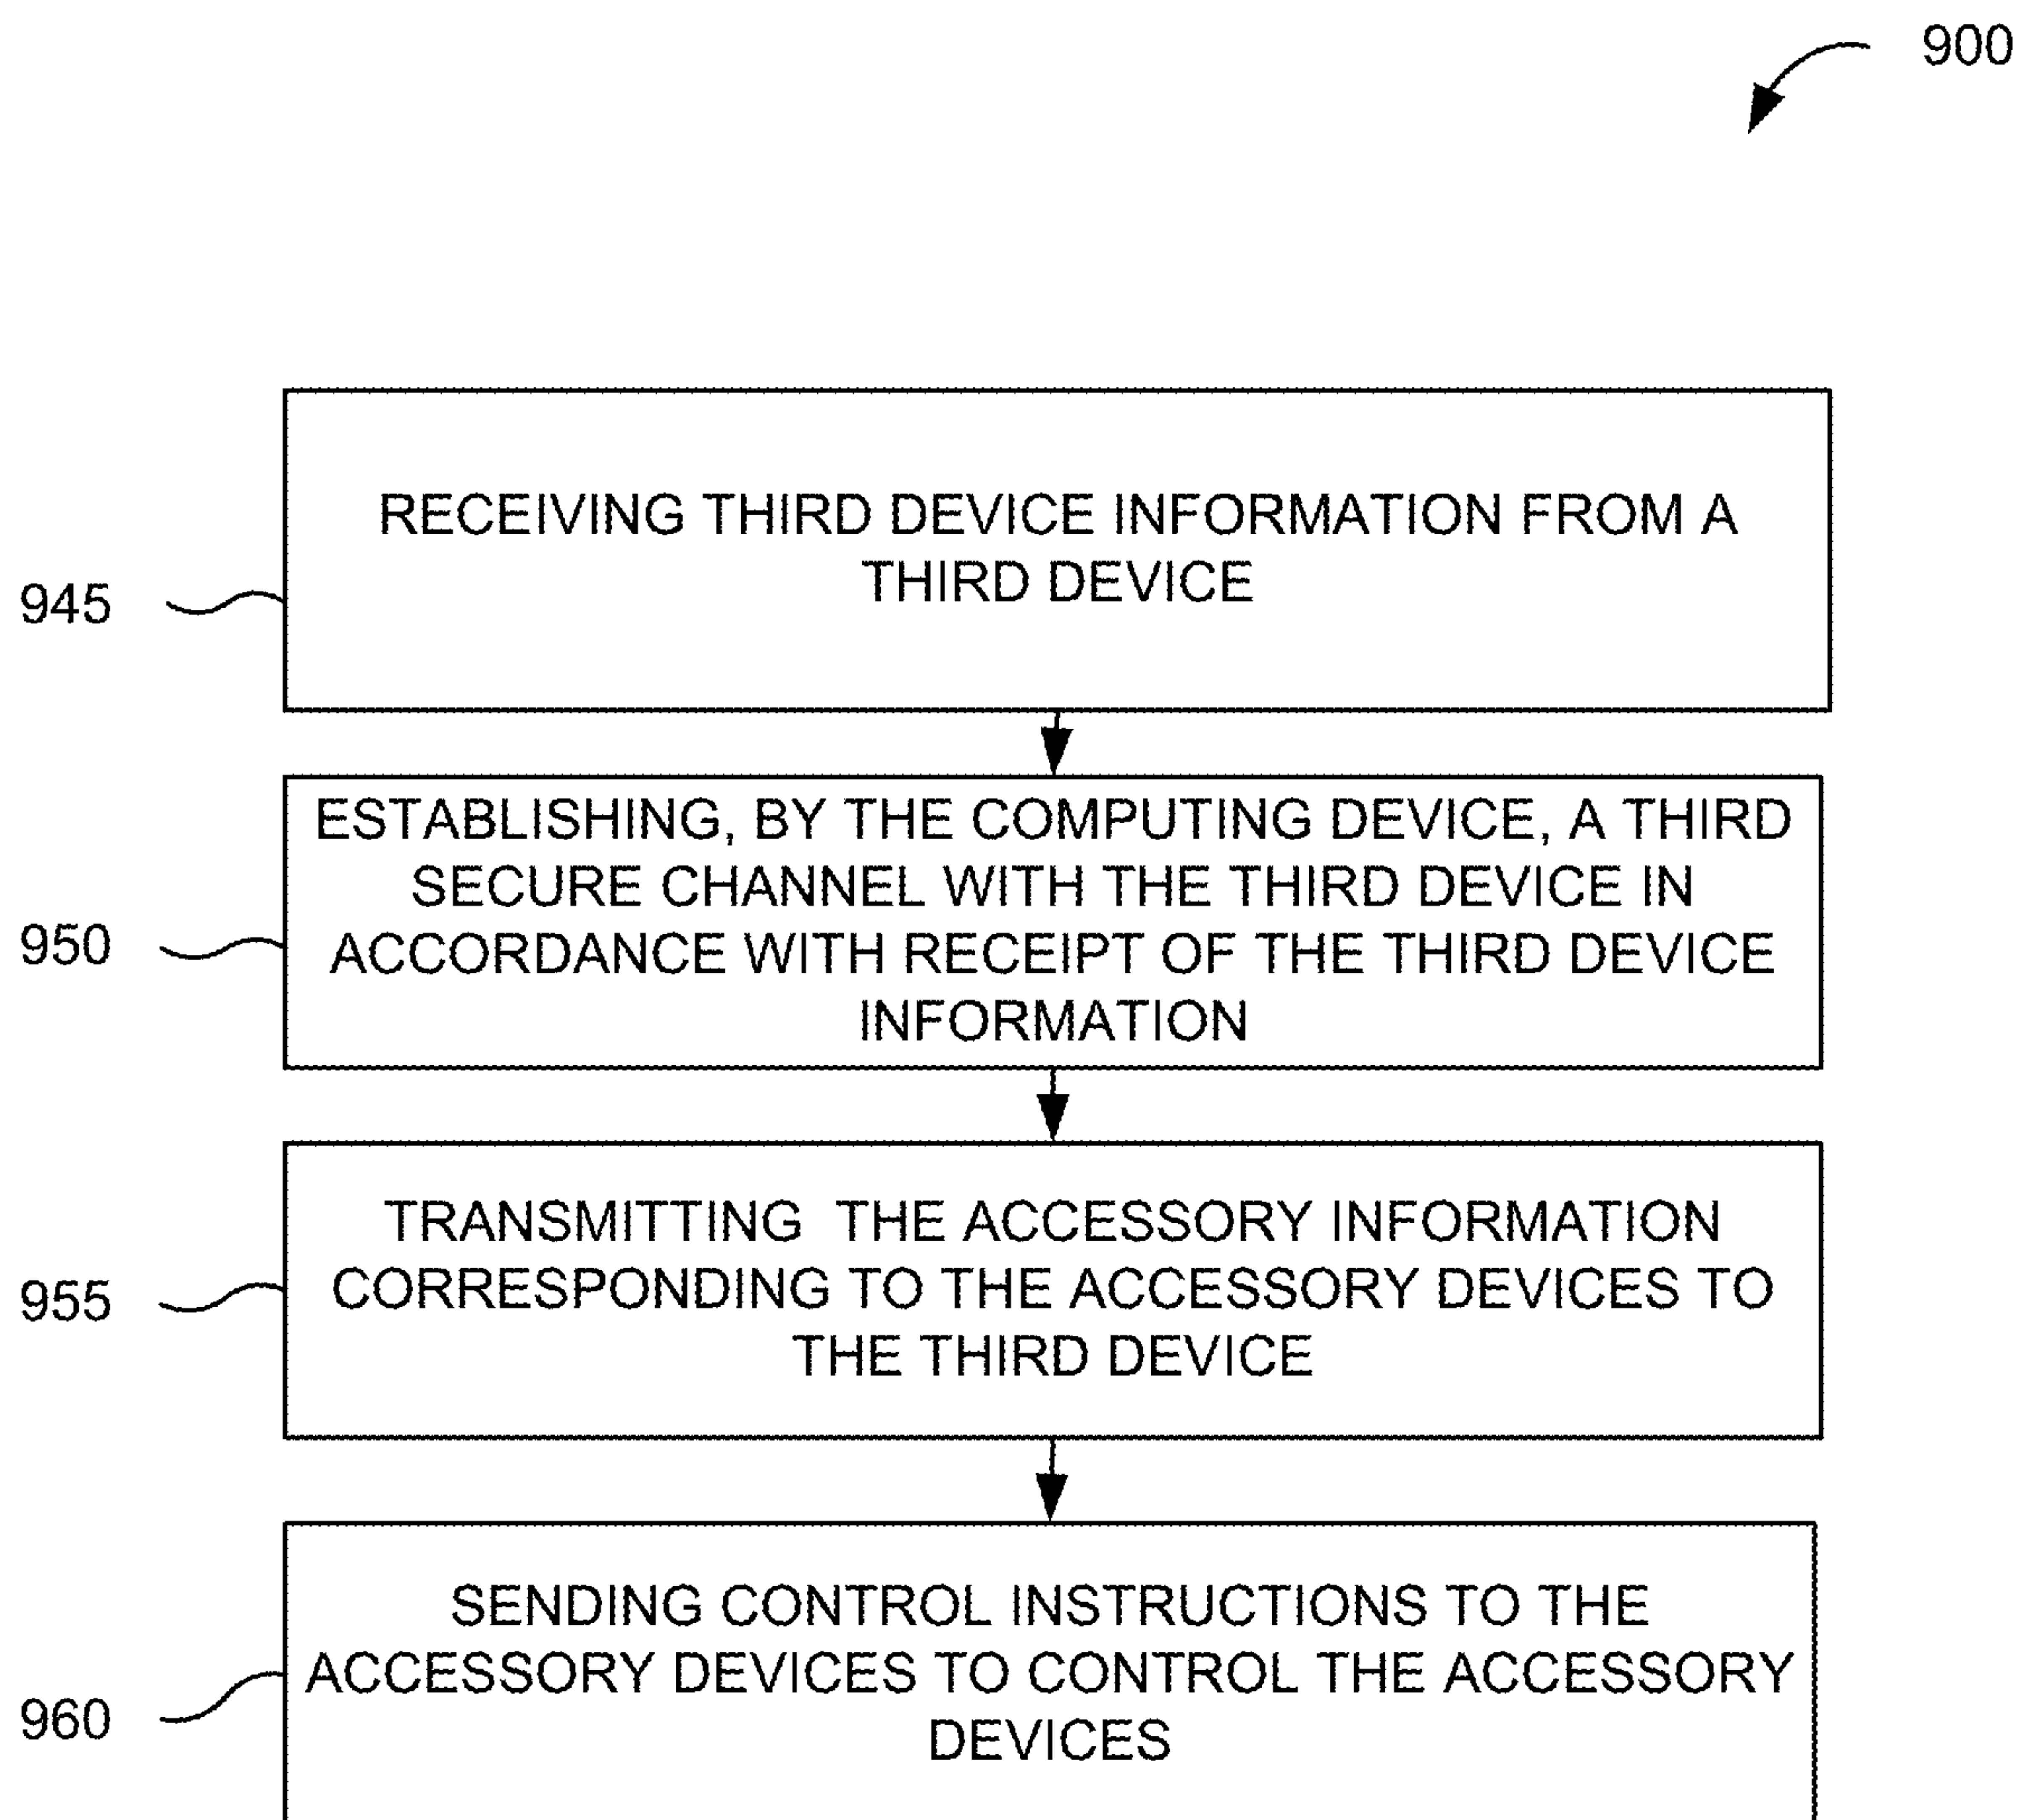 900
RECEIVING THIRD DEVICE INFORMATION FROM A
THIRD DEVICE
945
ESTABLISHING, BY THE COMPUTING DEVICE, A THIRD
SECURE CHANNEL WITH THE THIRD DEVICE IN
ACCORDANCE WITH RECEIPT OF THE THIRD DEVICE
INFORMATION
950
TRANSMITTING THE ACCESSORY INFORMATION
CORRESPONDING TO THE ACCESSORY DEVICES TO
THE THIRD DEVICE
955
SENDING CONTROL INSTRUCTIONS TO THE
ACCESSORY DEVICES TO CONTROL THE ACCESSORY
DEVICES
960